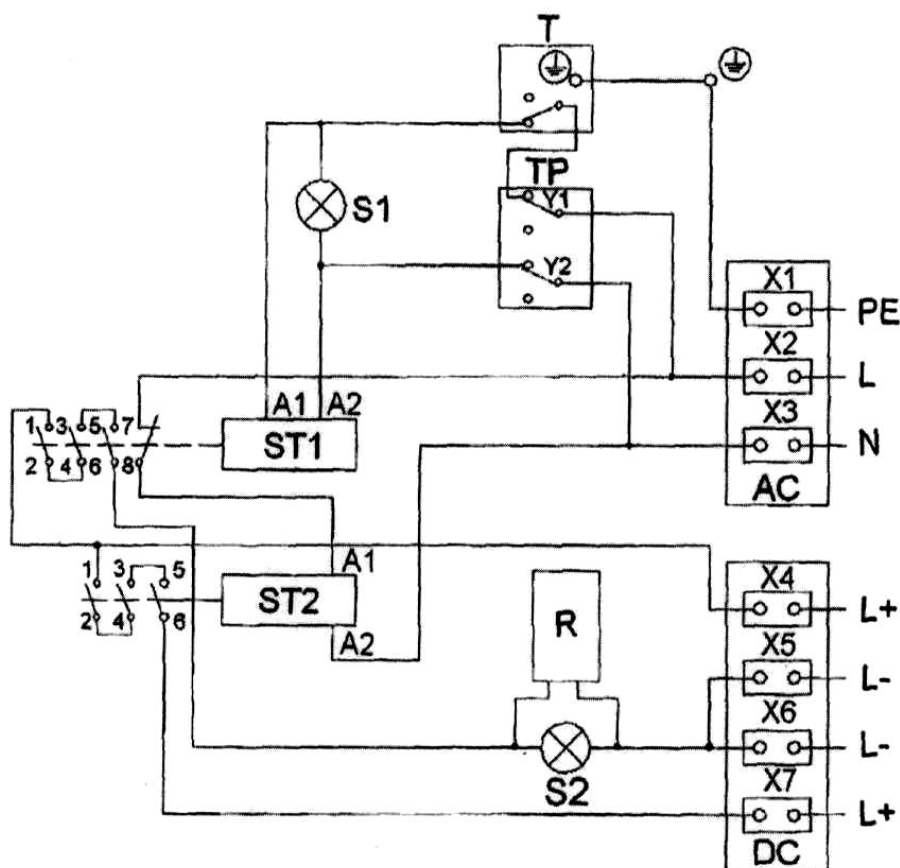 T
TP
Y1
S1
Y2
X1
PE
X2
L
A1 A2
X3
1 3 5 7
ST1
N
2 4 6 8
AC
A1
1 3 5
X4
ST2
R
L+
2 4 6
A2
X5
L-
X6
L-
S2
X7
L+
DC